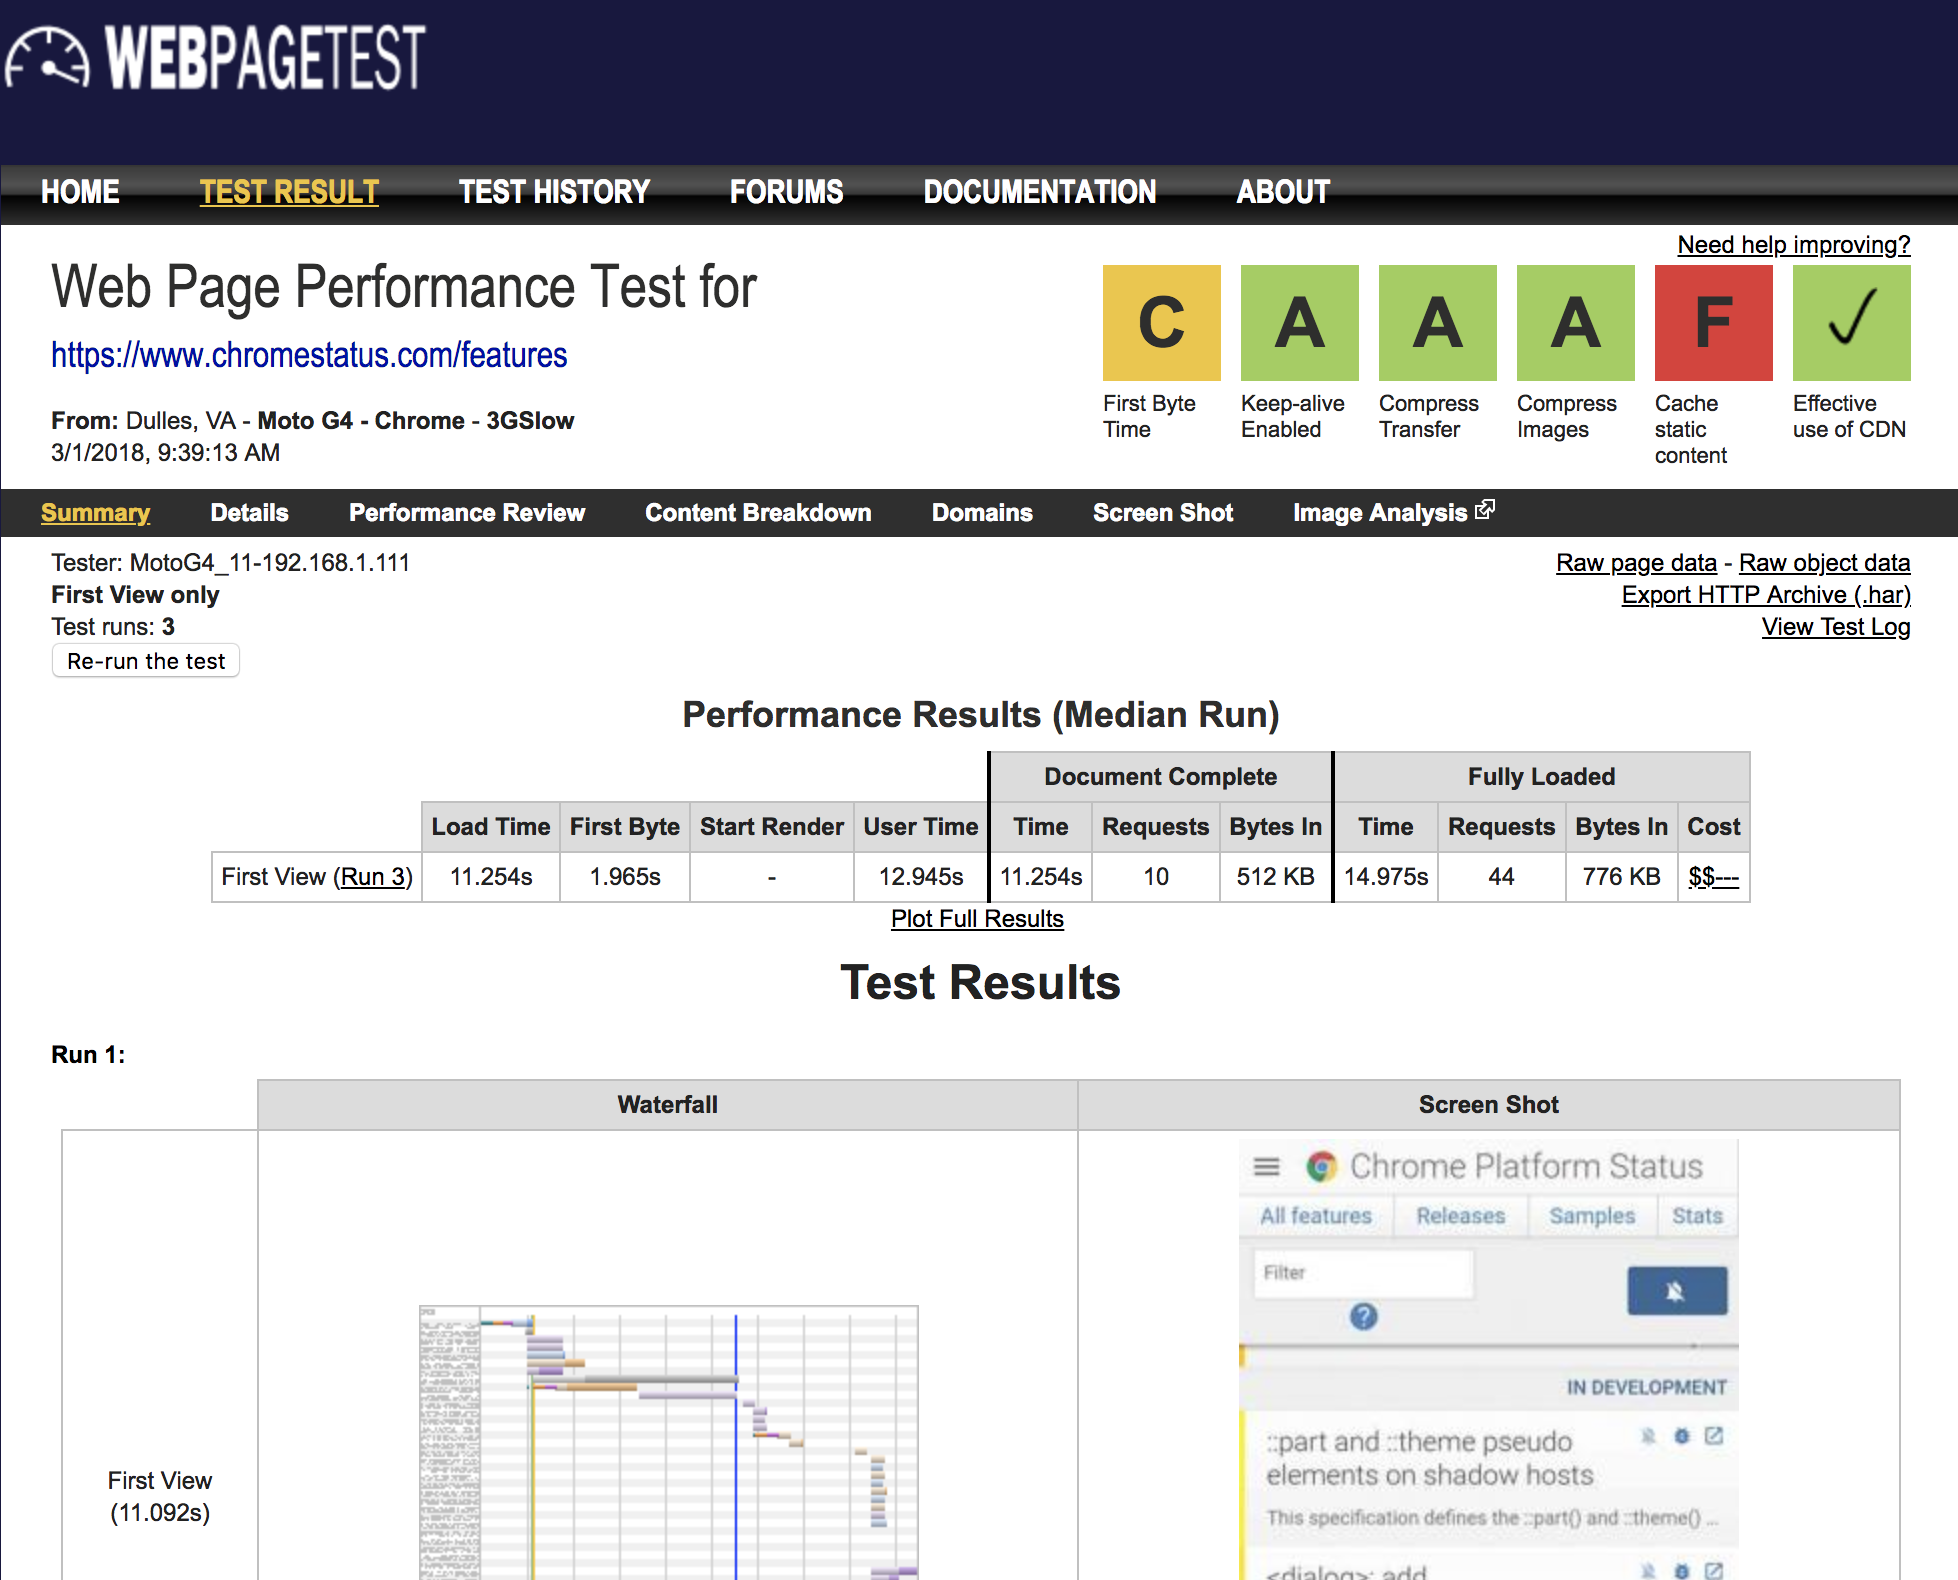 WEBPAGETEST
HOME TEST RESULT TEST HISTORY FORUMS DOCUMENTATION ABOUT
Need help improving?
Web Page Performance Test for
https://www.chromestatus.com/features
From: Dulles, VA - Moto G4 - Chrome - 3GSlow
3/1/2018, 9:39:13 AM
C A A A F ✓
First Byte Time
Keep-alive Enabled
Compress Transfer
Compress Images
Cache static content
Effective use of CDN
Summary Details Performance Review Content Breakdown Domains Screen Shot Image Analysis
Tester: MotoG4_11-192.168.1.111
First View only
Test runs: 3
Re-run the test
Raw page data - Raw object data
Export HTTP Archive (.har)
View Test Log
Performance Results (Median Run)
Document Complete Fully Loaded
Load Time First Byte Start Render User Time Time Requests Bytes In Time Requests Bytes In Cost
First View (Run 3) 11.254s 1.965s - 12.945s 11.254s 10 512 KB 14.975s 44 776 KB $$---
Plot Full Results
Test Results
Run 1:
Waterfall Screen Shot
First View
(11.092s)
Chrome Platform Status
All features Releases Samples Stats
Filter
?
IN DEVELOPMENT
::part and ::theme pseudo
elements on shadow hosts
This specification defines the ::part() and ::theme() ...
<dialog>: add